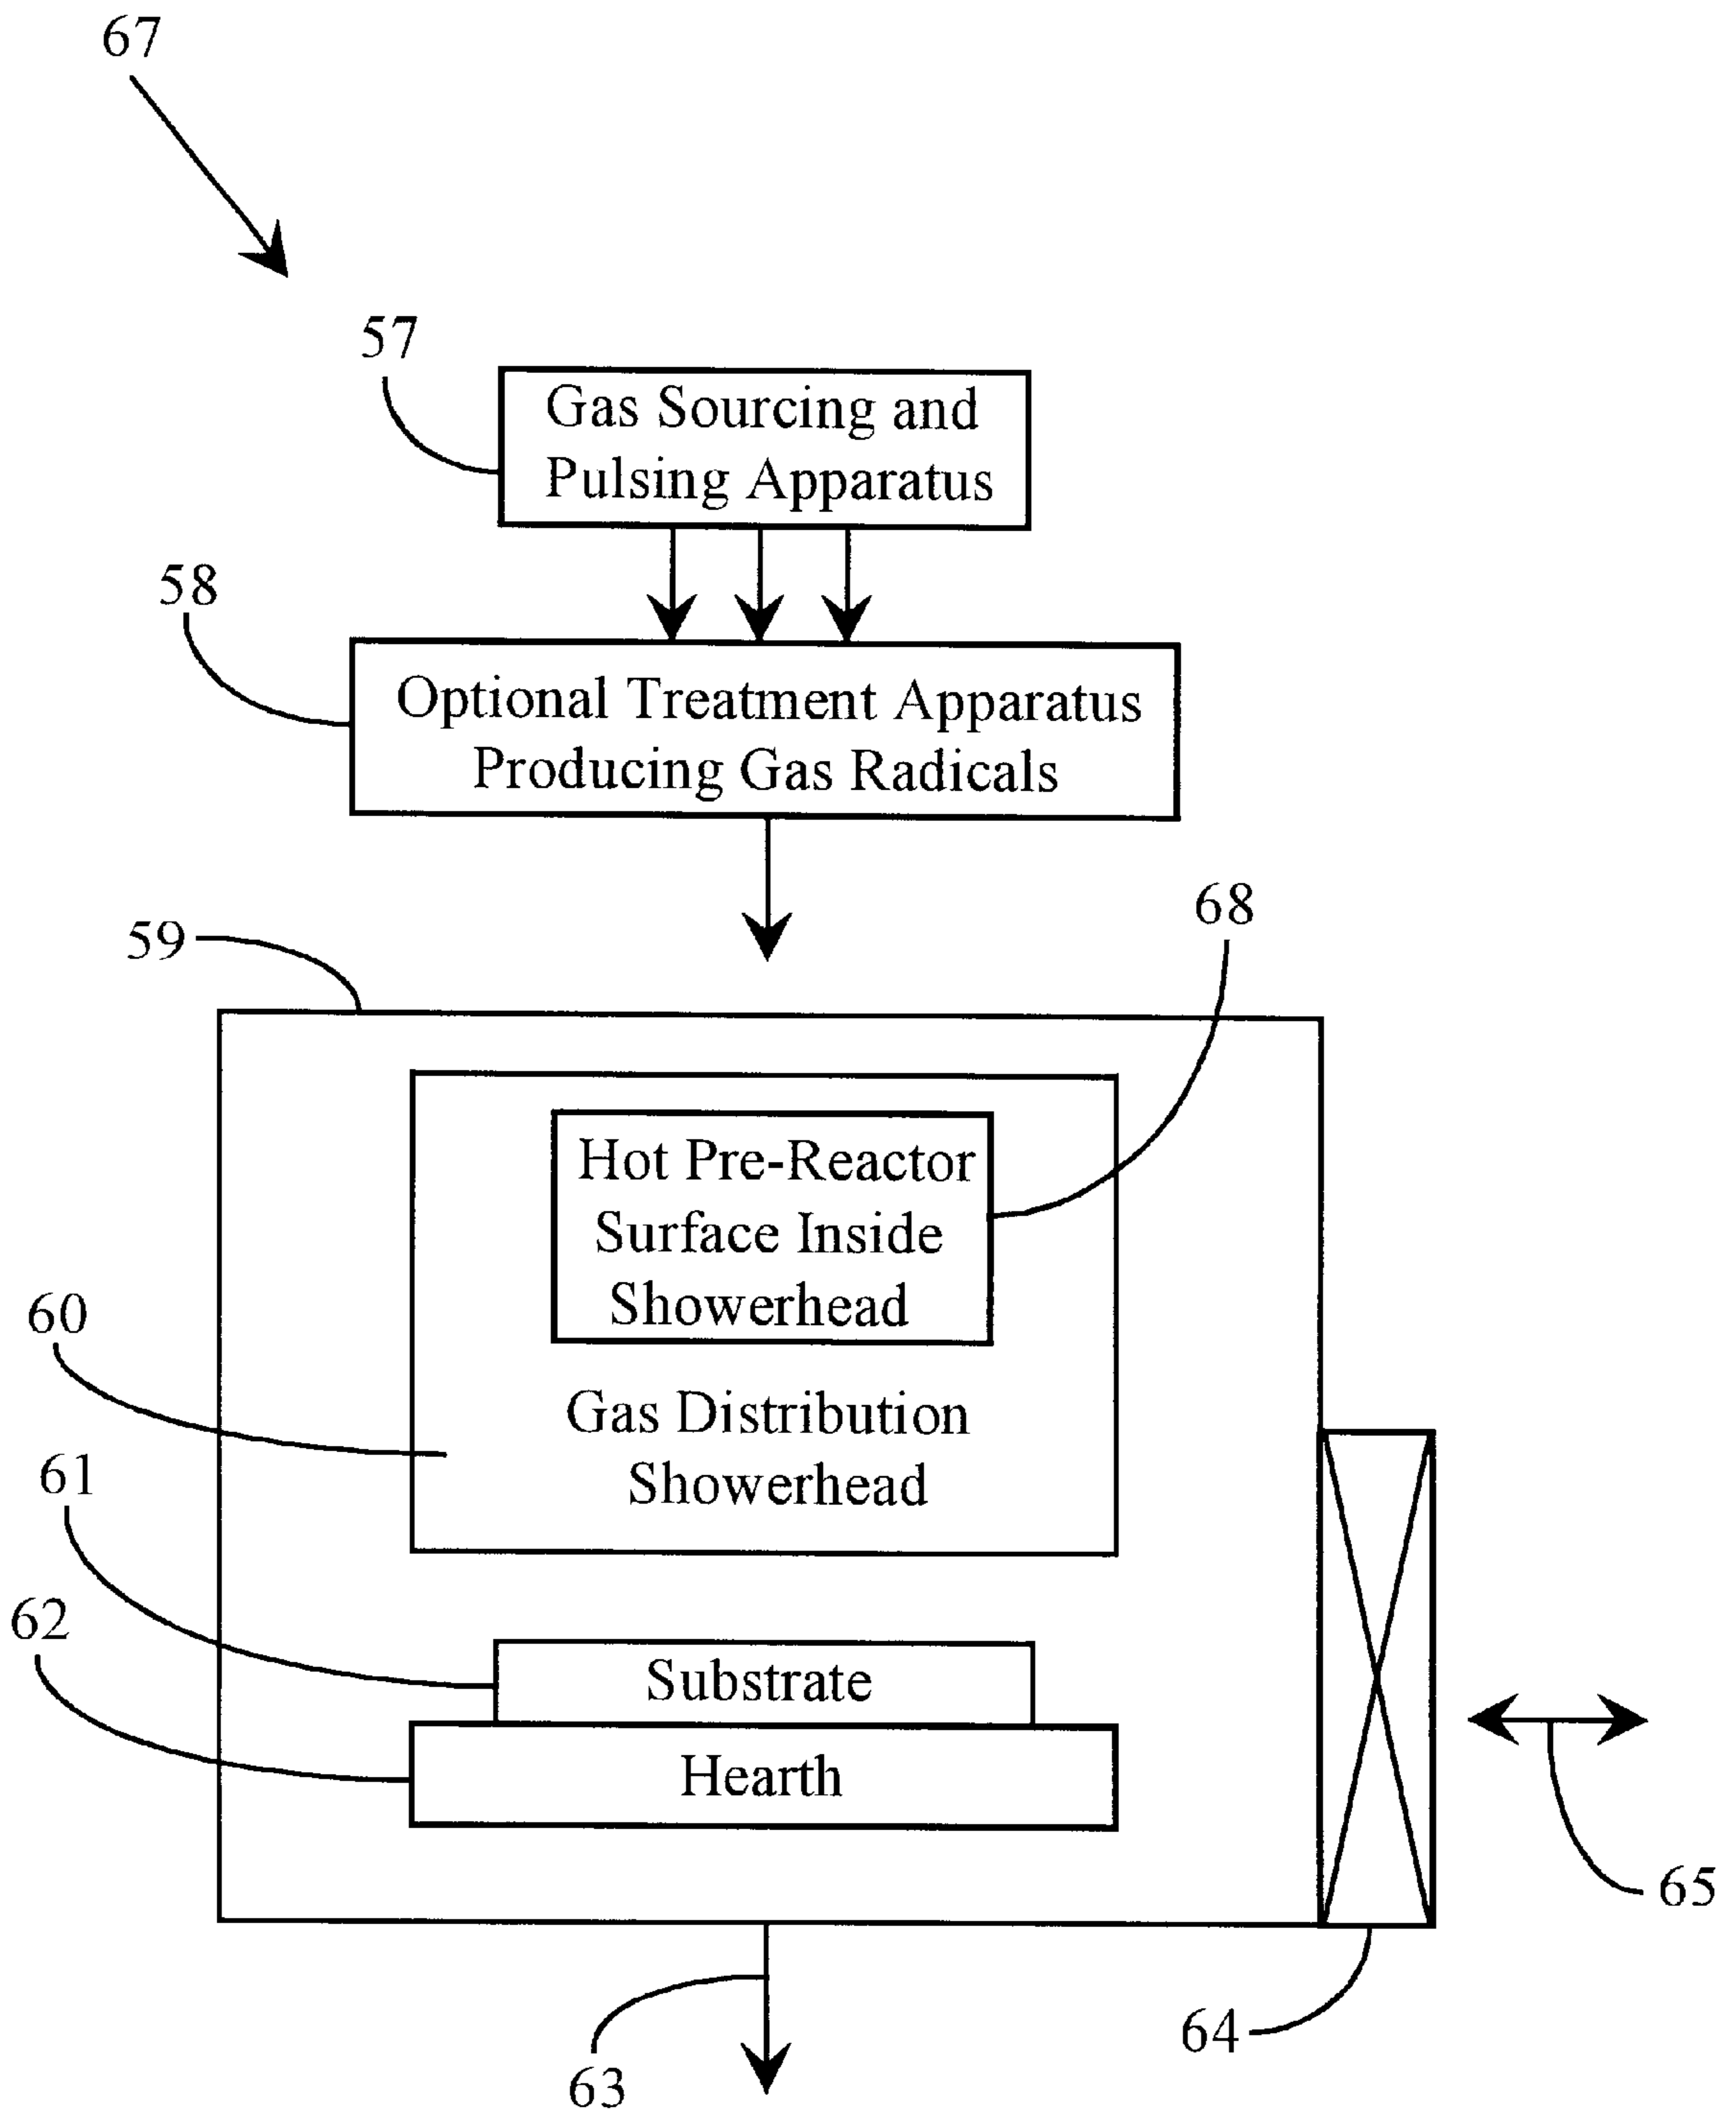 67
57
Gas Sourcing and
Pulsing Apparatus
58
Optional Treatment Apparatus
Producing Gas Radicals
68
59
Hot Pre-Reactor
Surface Inside
Showerhead
60
Gas Distribution
Showerhead
61
62
Substrate
Hearth
65
64
63